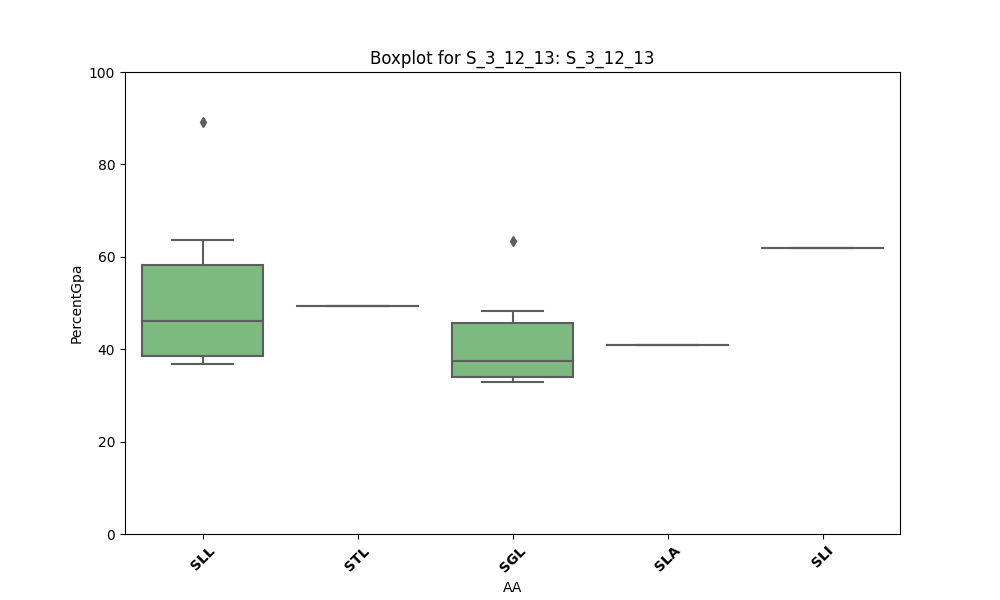 Boxplot for S_3_12_13: S_3_12_13
PercentGpa
100
80
60
40
20
0
SLL
STL
SGL
SLA
SLI
AA